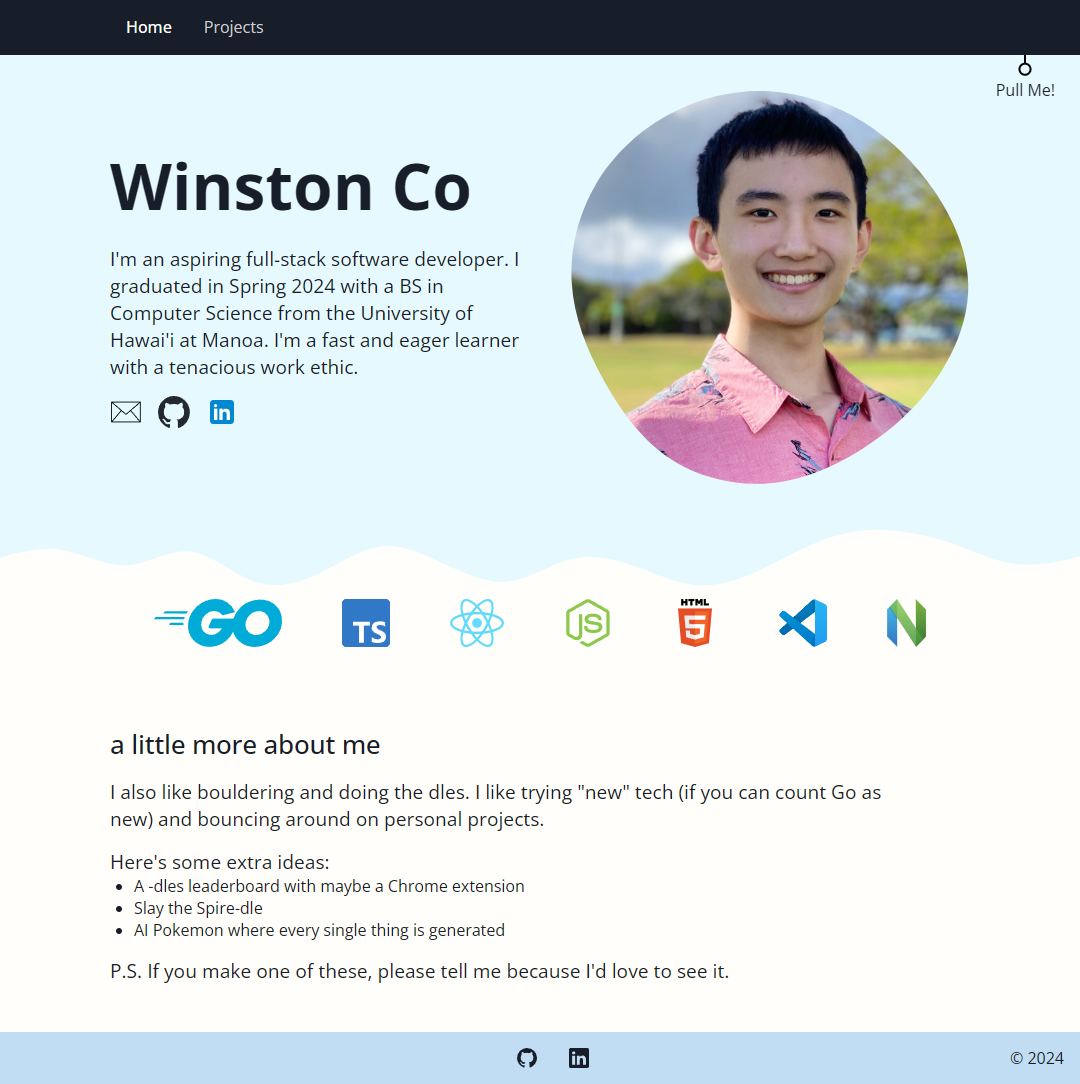 Home Projects
Pull Me!
Winston Co
I'm an aspiring full-stack software developer. I
graduated in Spring 2024 with a BS in
Computer Science from the University of
Hawai'i at Manoa. I'm a fast and eager learner
with a tenacious work ethic.
in
GO TS JS HTML 5
a little more about me
I also like bouldering and doing the dles. I like trying "new" tech (if you can count Go as
new) and bouncing around on personal projects.
Here's some extra ideas:
• A -dles leaderboard with maybe a Chrome extension
• Slay the Spire-dle
• AI Pokemon where every single thing is generated
P.S. If you make one of these, please tell me because I'd love to see it.
in © 2024